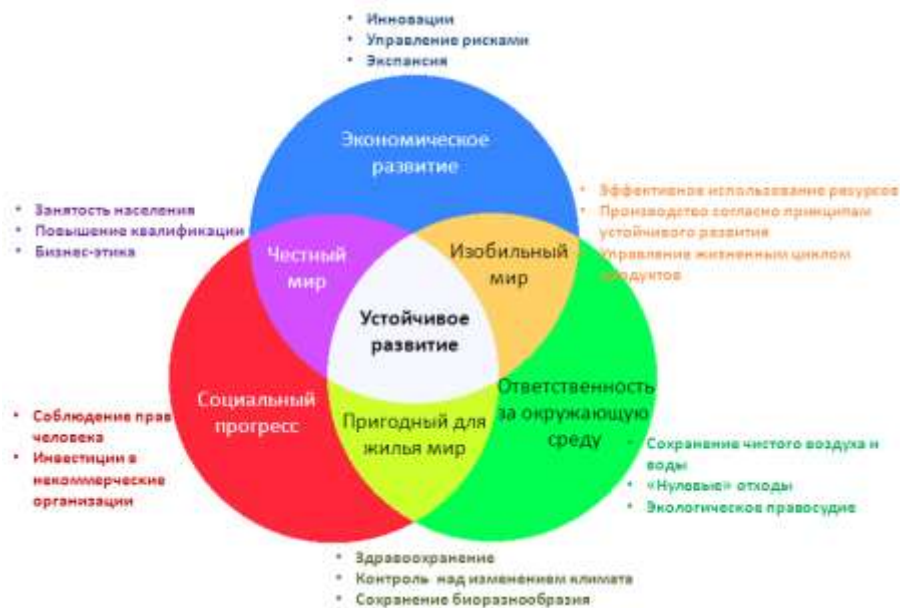 • Инновации
• Управление рисками
• Экспансия
Экономическое
развитие
• Занятость населения
• Повышение квалификации
• Бизнес-этика
• Эффективное использование ресурсов
• Производство согласно принципам
устойчивого развития
• Управление жизненным циклом
продуктов
Честный
мир
Изобильный
мир
Устойчивое
развитие
Социальный
прогресс
Пригодный для
жилья мир
Ответственность
за окружающую
среду
• Соблюдение прав
человека
• Инвестиции в
некоммерческие
организации
• Сохранение чистого воздуха и
воды
• «Нулевые» отходы
• Экологическое правосудие
• Здравоохранение
• Контроль над изменением климата
• Сохранение биоразнообразия